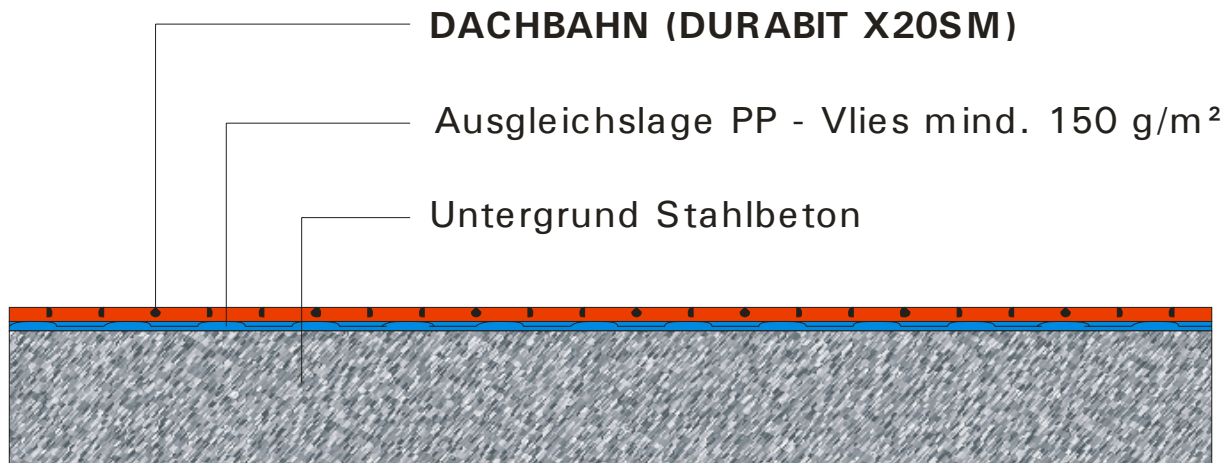 DACHBAHN (DURABIT X20SM)
Ausgleichslage PP - Vlies mind. 150 g/m²
Untergrund Stahlbeton